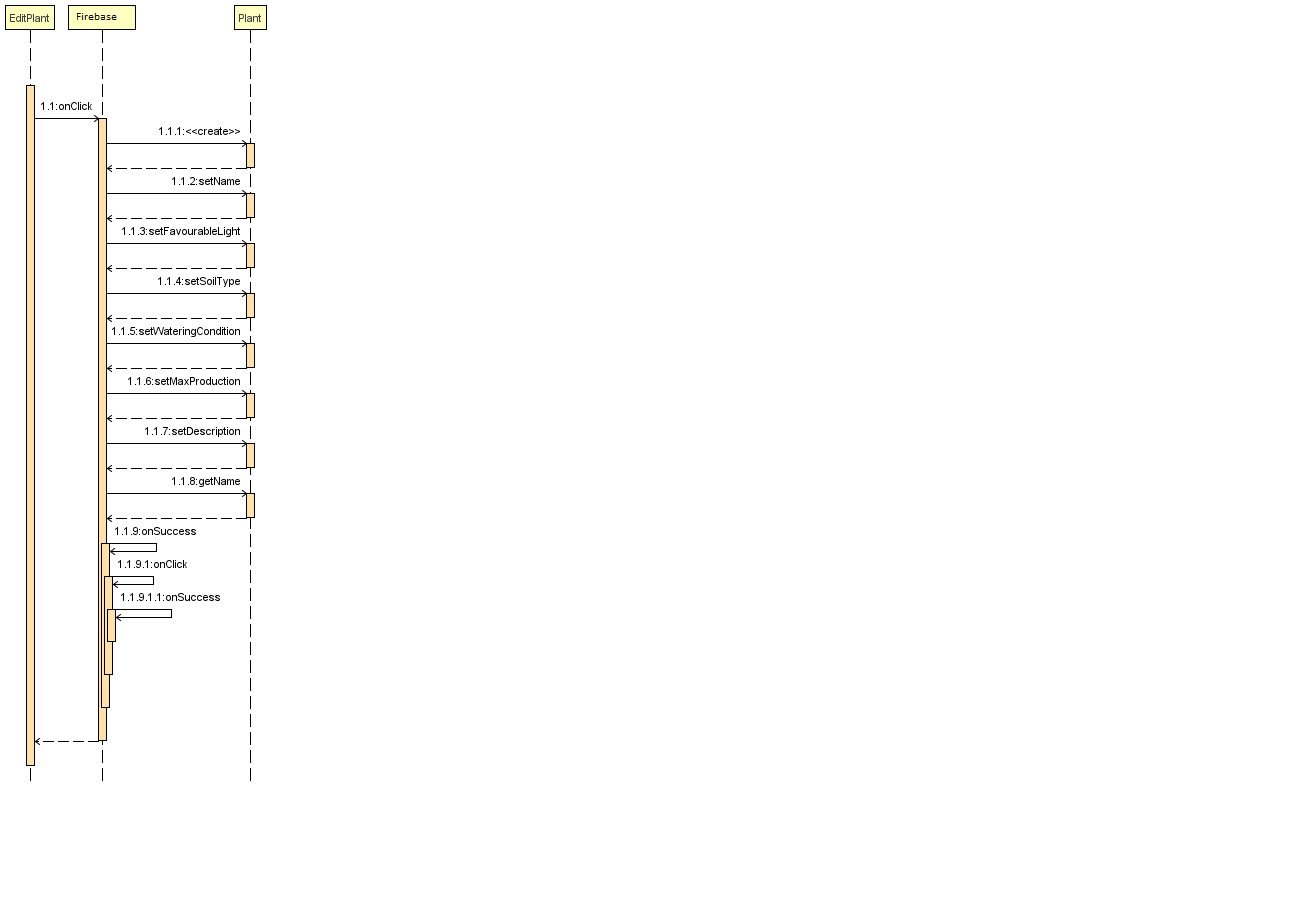 EditPlant
Firebase
Plant
1.1:onClick
1.1.1:<<create>>
1.1.2:setName
1.1.3:setFavourableLight
1.1.4:setSoilType
1.1.5:setWateringCondition
1.1.6:setMaxProduction
1.1.7:setDescription
1.1.8:getName
1.1.9:onSuccess
1.1.9.1:onClick
1.1.9.1.1:onSuccess